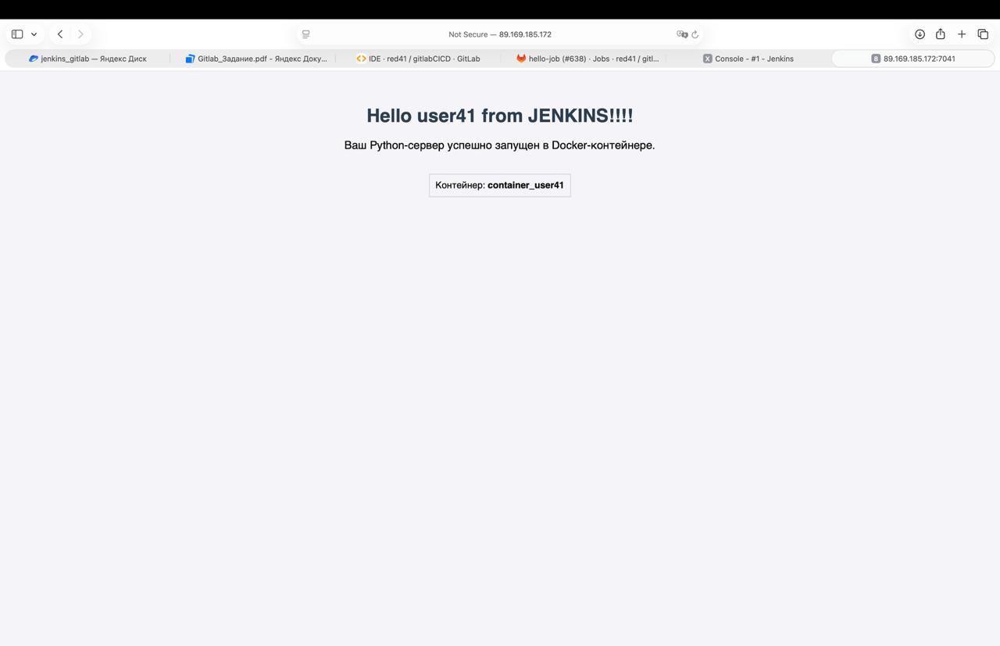 Not Secure — 89.169.185.172
jenkins_gitlab — Яндекс Диск
Gitlab_Задание.pdf - Яндекс Доку...
IDE · red41 / gitlabCICD · GitLab
hello-job (#638) · Jobs · red41 / gitl...
X Console - #1 - Jenkins
8 89.169.185.172:7041
Hello user41 from JENKINS!!!!
Ваш Python-сервер успешно запущен в Docker-контейнере.
Контейнер: container_user41